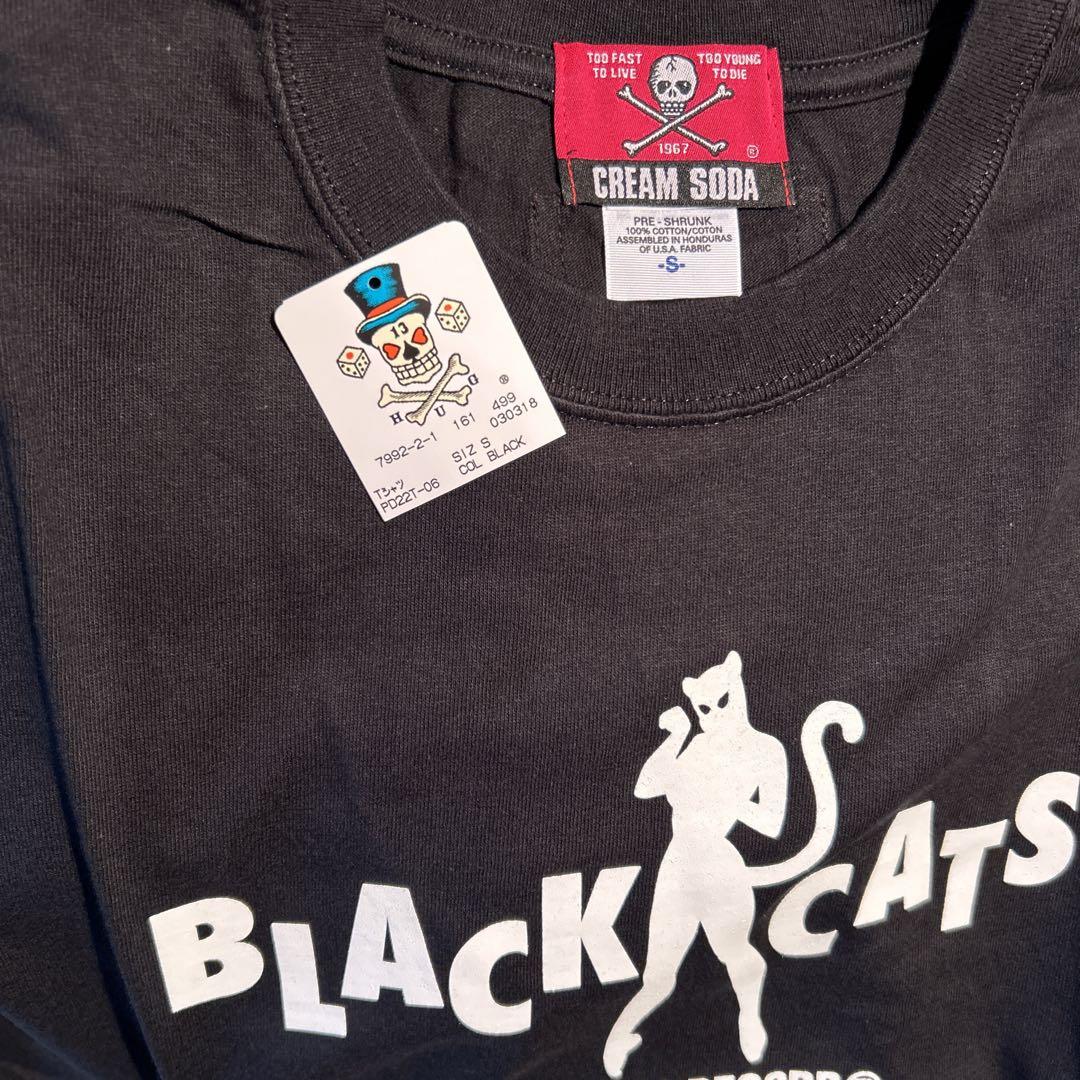 TOO FAST TOO YOUNG
TO LIVE TO DIE
1967 ®
CREAM SODA
PRE-SHRUNK
100% COTTON/COTON
ASSEMBLED IN HONDURAS
OF U.S.A. FABRIC
-S-
13
H U G ®
7992-2-1 161 499
SIZ S 030318
COL BLACK
Tシャツ
PD22T-06
BLACK CATS